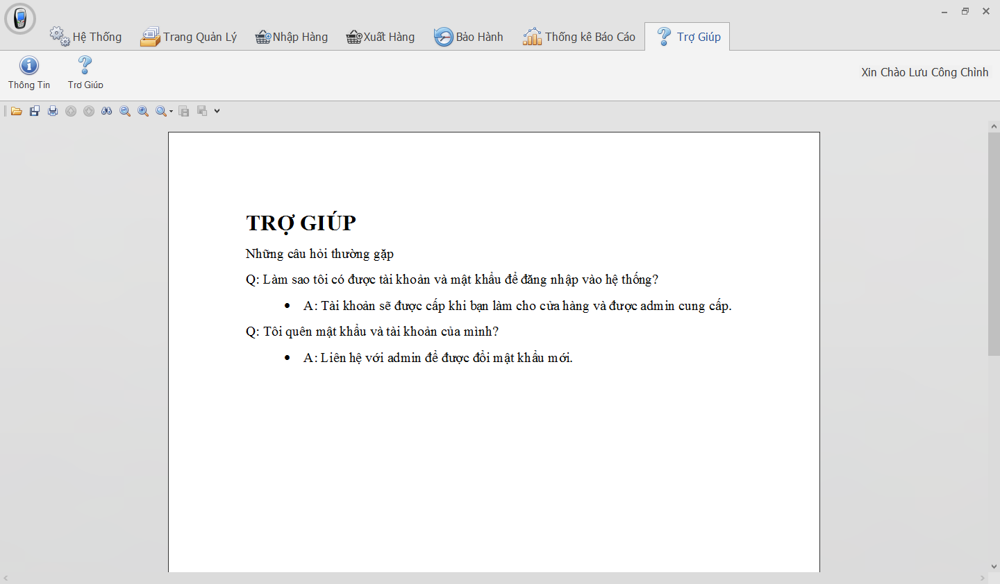 Hệ Thống
Trang Quản Lý
Nhập Hàng
Xuất Hàng
Bảo Hành
Thống kê Báo Cáo
Trợ Giúp
Thông Tin
Trợ Giúp
Xin Chào Lưu Công Chình
TRỢ GIÚP
Những câu hỏi thường gặp
Q: Làm sao tôi có được tài khoản và mật khẩu để đăng nhập vào hệ thống?
• A: Tài khoản sẽ được cấp khi bạn làm cho cửa hàng và được admin cung cấp.
Q: Tôi quên mật khẩu và tài khoản của mình?
• A: Liên hệ với admin để được đổi mật khẩu mới.